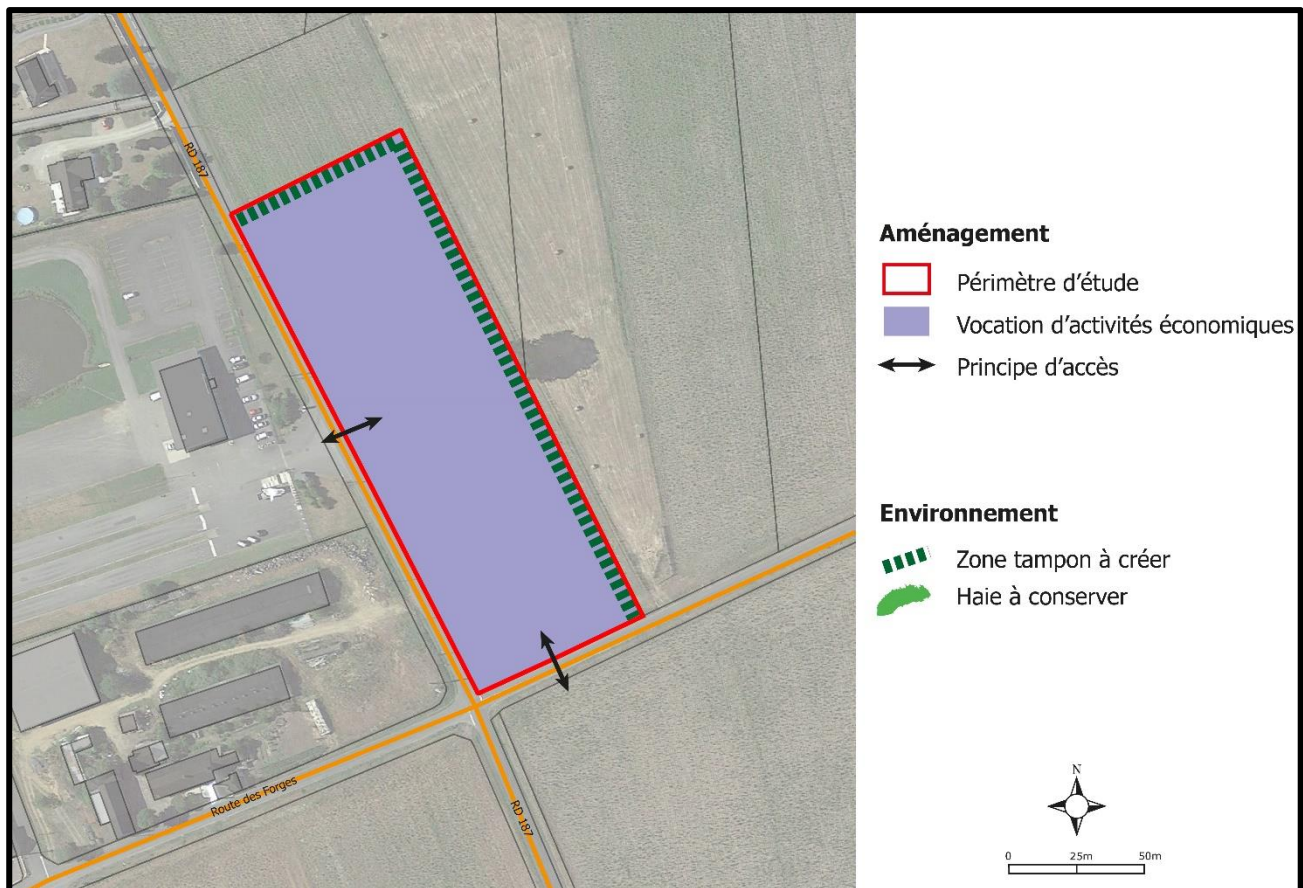 RD 187
Route des Forges
RD 187
Aménagement
Périmètre d'étude
Vocation d'activités économiques
Principe d'accès
Environnement
Zone tampon à créer
Haie à conserver
N
0 25m 50m